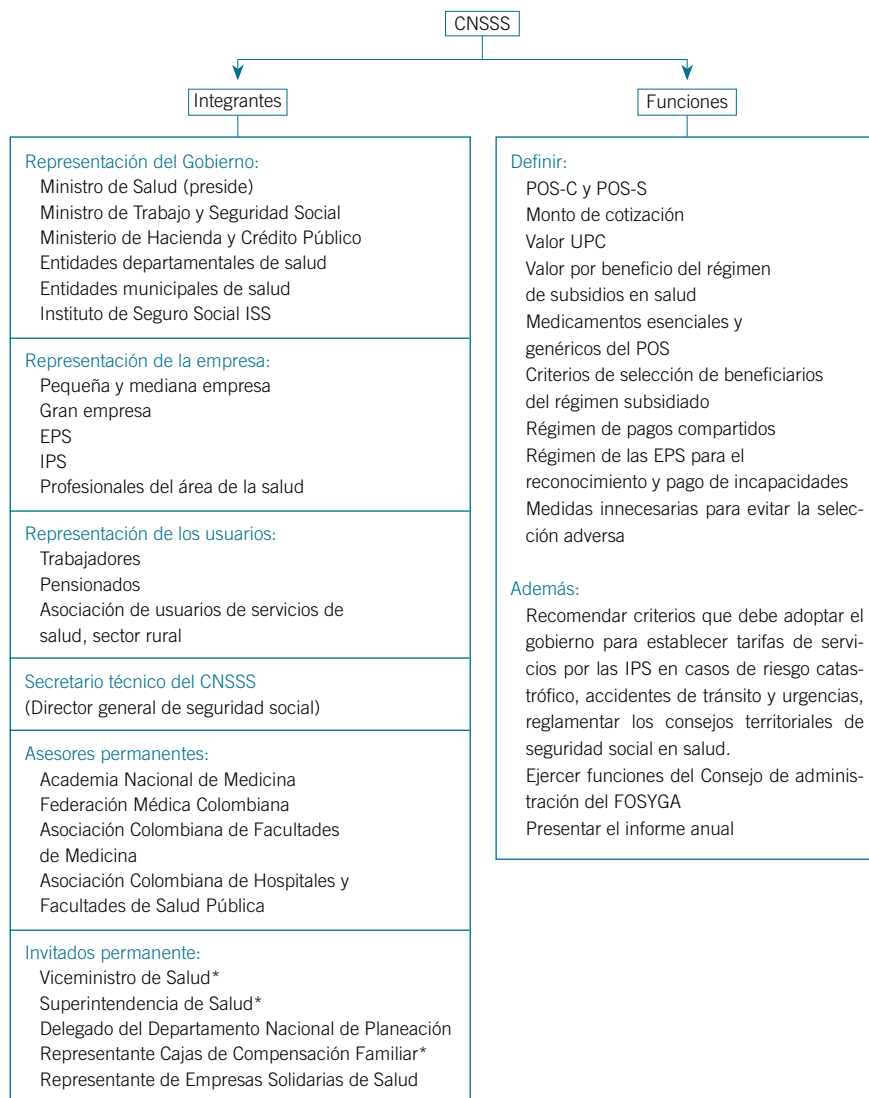 CNSSS
Integrantes
Representación del Gobierno:
Ministro de Salud (preside)
Ministro de Trabajo y Seguridad Social
Ministerio de Hacienda y Crédito Público
Entidades departamentales de salud
Entidades municipales de salud
Instituto de Seguro Social ISS
Representación de la empresa:
Pequeña y mediana empresa
Gran empresa
EPS
IPS
Profesionales del área de la salud
Representación de los usuarios:
Trabajadores
Pensionados
Asociación de usuarios de servicios de
salud, sector rural
Secretario técnico del CNSSS
(Director general de seguridad social)
Asesores permanentes:
Academia Nacional de Medicina
Federación Médica Colombiana
Asociación Colombiana de Facultades
de Medicina
Asociación Colombiana de Hospitales y
Facultades de Salud Pública
Invitados permanente:
Viceministro de Salud*
Superintendencia de Salud*
Delegado del Departamento Nacional de Planeación
Representante Cajas de Compensación Familiar*
Representante de Empresas Solidarias de Salud
Funciones
Definir:
POS-C y POS-S
Monto de cotización
Valor UPC
Valor por beneficio del régimen
de subsidios en salud
Medicamentos esenciales y
genéricos del POS
Criterios de selección de beneficiarios
del régimen subsidiado
Régimen de pagos compartidos
Régimen de las EPS para el
reconocimiento y pago de incapacidades
Medidas innecesarias para evitar la selec-
ción adversa
Además:
Recomendar criterios que debe adoptar el
gobierno para establecer tarifas de servi-
cios por las IPS en casos de riesgo catas-
trófico, accidentes de tránsito y urgencias,
reglamentar los consejos territoriales de
seguridad social en salud.
Ejercer funciones del Consejo de adminis-
tración del FOSYGA
Presentar el informe anual